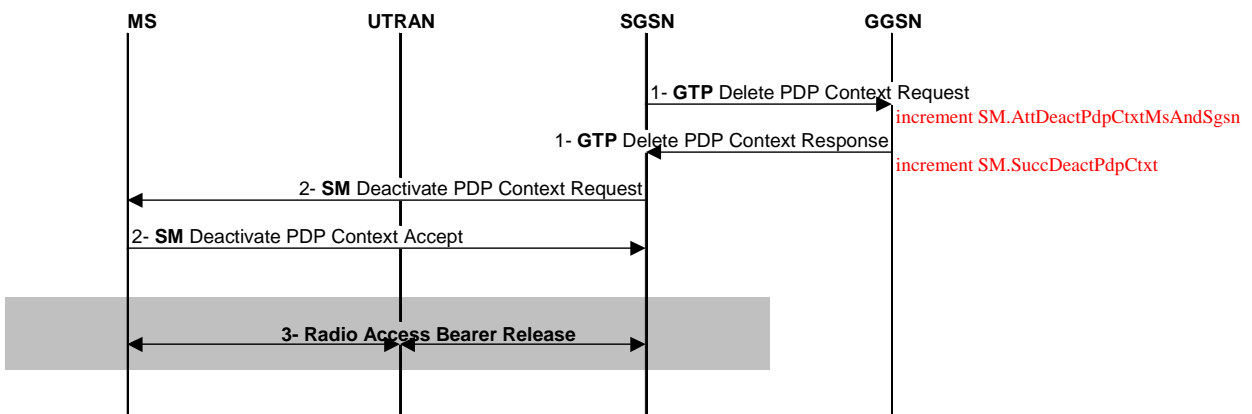 MS UTRAN SGSN GGSN
1- GTP Delete PDP Context Request
increment SM.AttDeactPdpCtxtMsAndSgsn
1- GTP Delete PDP Context Response
increment SM.SuccDeactPdpCtxt
2- SM Deactivate PDP Context Request
2- SM Deactivate PDP Context Accept
3- Radio Access Bearer Release